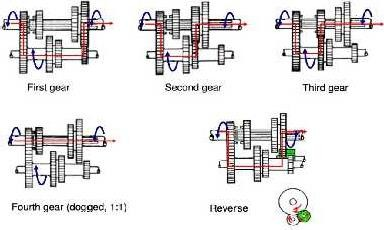 First gear
Second gear
Third gear
Fourth gear (dogged, 1:1)
Reverse